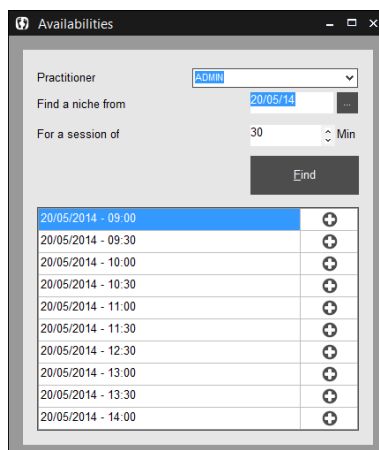 Availabilities
Practitioner ADMIN
Find a niche from 20/05/14 ...
For a session of 30 Min
Find
20/05/2014 - 09:00
20/05/2014 - 09:30
20/05/2014 - 10:00
20/05/2014 - 10:30
20/05/2014 - 11:00
20/05/2014 - 11:30
20/05/2014 - 12:30
20/05/2014 - 13:00
20/05/2014 - 13:30
20/05/2014 - 14:00